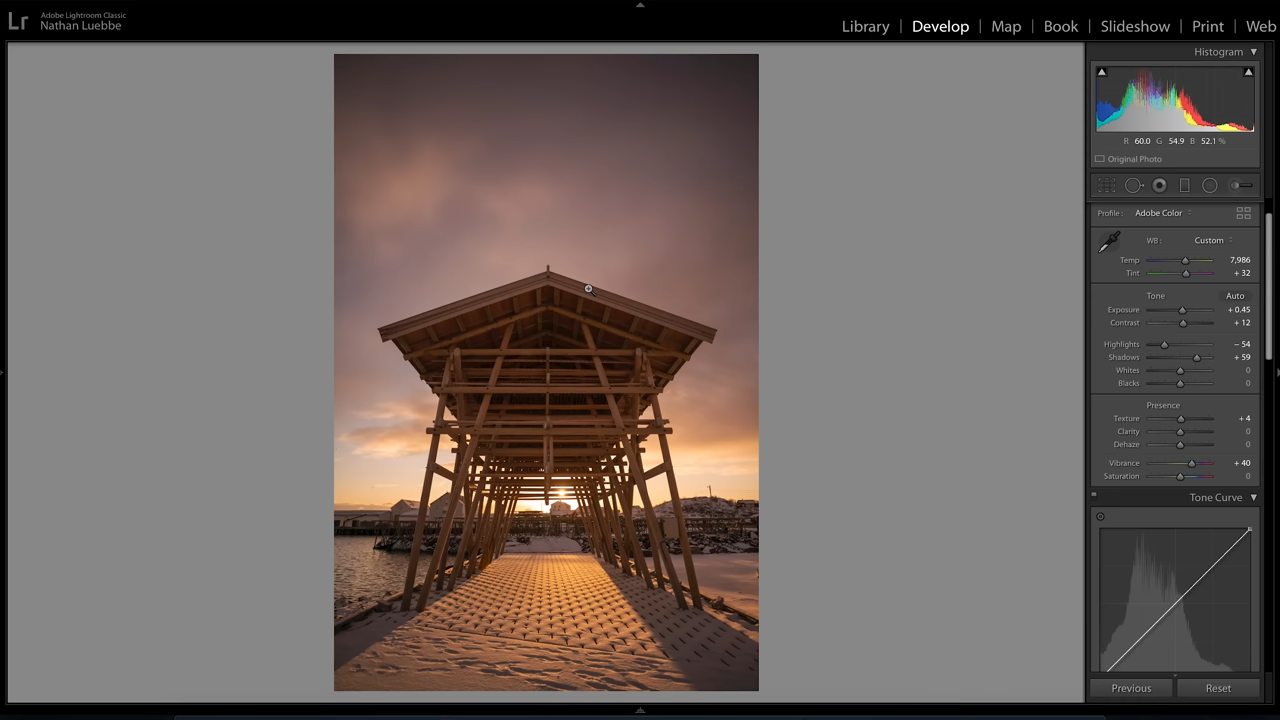 Lr
Adobe Lightroom Classic
Nathan Luebbe
Library | Develop | Map | Book | Slideshow | Print | Web
Histogram
R 60.0 G 54.9 B 52.1 %
Original Photo
Profile : Adobe Color
WB : Custom
Temp 7,986
Tint + 32
Tone Auto
Exposure + 0.45
Contrast + 12
Highlights − 54
Shadows + 59
Whites 0
Blacks 0
Presence
Texture + 4
Clarity 0
Dehaze 0
Vibrance + 40
Saturation 0
Tone Curve
Previous Reset